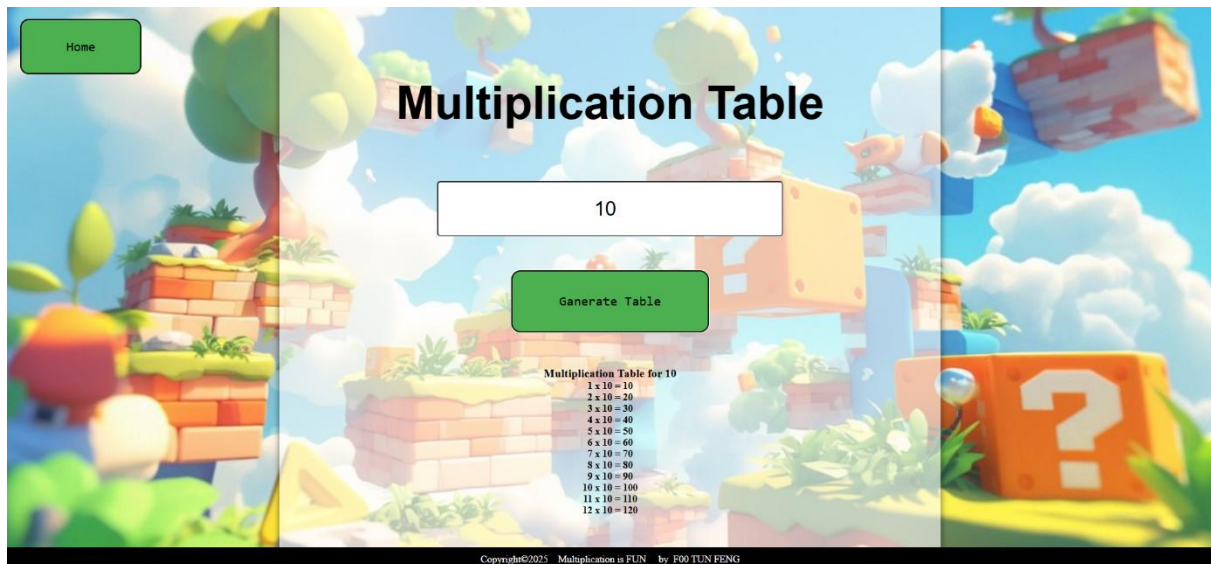 Home
Multiplication Table
10
Ganerate Table
Multiplication Table for 10
1 x 10 = 10
2 x 10 = 20
3 x 10 = 30
4 x 10 = 40
5 x 10 = 50
6 x 10 = 60
7 x 10 = 70
8 x 10 = 80
9 x 10 = 90
10 x 10 = 100
11 x 10 = 110
12 x 10 = 120
?
Copyright©2025 Multiplication is FUN by F00 TUN FENG